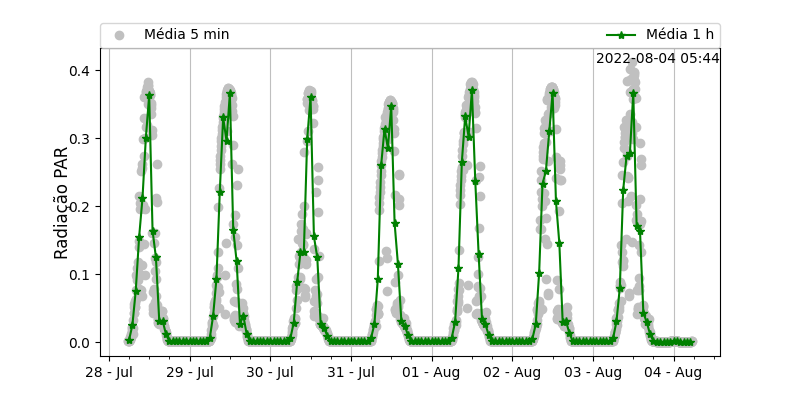 Média 5 min
Média 1 h
2022-08-04 05:44
Radiação PAR
0.4
0.3
0.2
0.1
0.0
28 - Jul
29 - Jul
30 - Jul
31 - Jul
01 - Aug
02 - Aug
03 - Aug
04 - Aug